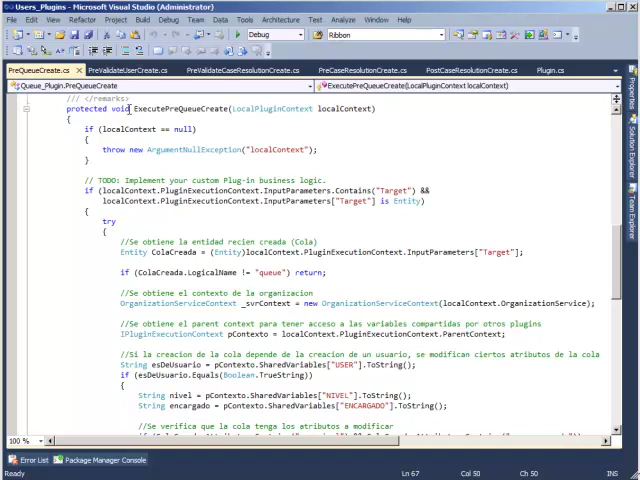 Users_Plugins - Microsoft Visual Studio (Administrator)
File Edit View Refactor Project Build Debug Team Data Tools Architecture Test Analyze Window Help
Debug Ribbon
PreQueueCreate.cs PreValidateUserCreate.cs PreValidateCaseResolutionCreate.cs PreCaseResolutionCreate.cs PostCaseResolutionCreate.cs Plugin.cs
Queue_Plugin.PreQueueCreate ExecutePreQueueCreate(LocalPluginContext localContext)
/// </remarks>
protected void ExecutePreQueueCreate(LocalPluginContext localContext)
{
if (localContext == null)
{
throw new ArgumentNullException("localContext");
}
// TODO: Implement your custom Plug-in business logic.
if (localContext.PluginExecutionContext.InputParameters.Contains("Target") &&
localContext.PluginExecutionContext.InputParameters["Target"] is Entity)
{
try
{
//Se obtiene la entidad recien creada (Cola)
Entity ColaCreada = (Entity)localContext.PluginExecutionContext.InputParameters["Target"];
if (ColaCreada.LogicalName != "queue") return;
//Se obtiene el contexto de la organizacion
OrganizationServiceContext _svrContext = new OrganizationServiceContext(localContext.OrganizationService);
//Se obtiene el parent context para tener acceso a las variables compartidas por otros plugins
IPluginExecutionContext pContexto = localContext.PluginExecutionContext.ParentContext;
//Si la creacion de la cola depende de la creacion de un usuario, se modifican ciertos atributos de la cola
String esDeUsuario = pContexto.SharedVariables["USER"].ToString();
if (esDeUsuario.Equals(Boolean.TrueString))
{
String nivel = pContexto.SharedVariables["NIVEL"].ToString();
String encargado = pContexto.SharedVariables["ENCARGADO"].ToString();
//Se verifica que la cola tenga los atributos a modificar
100 %
Error List Package Manager Console
Ready Ln 67 Col 50 Ch 50 INS
Properties
Solution Explorer
Team Explorer